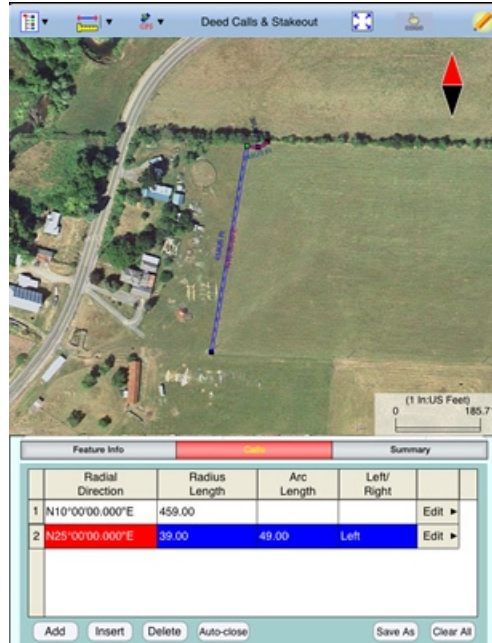 GPS
Deed Calls & Stakeout
(1 In:US Feet)
0 185.7
Feature Info Calls Summary
Radial Direction Radius Length Arc Length Left/ Right
1 N10°00'00.000"E 459.00 Edit ►
2 N25°00'00.000"E 39.00 49.00 Left Edit ►
Add Insert Delete Auto-close Save As Clear All